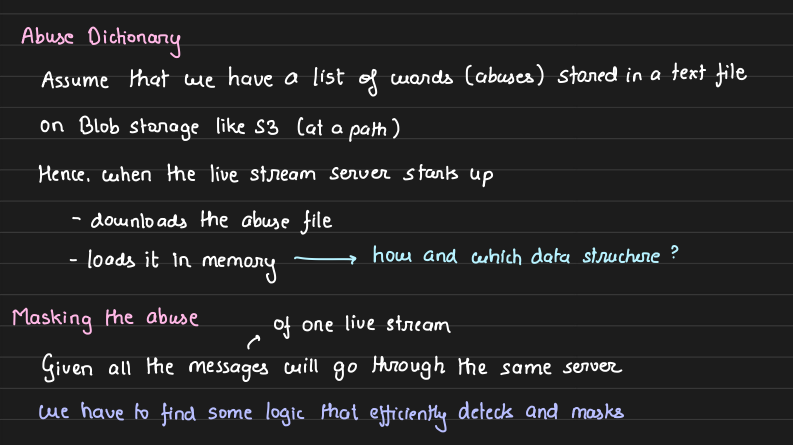 Abuse Dictionary
Assume that we have a list of words (abuses) stored in a text file
on Blob storage like S3 (at a path)
Hence, when the live stream server starts up
- downloads the abuse file
- loads it in memory → how and which data structure ?
Masking the abuse
of one live stream
Given all the messages will go through the same server
we have to find some logic that efficiently detects and masks